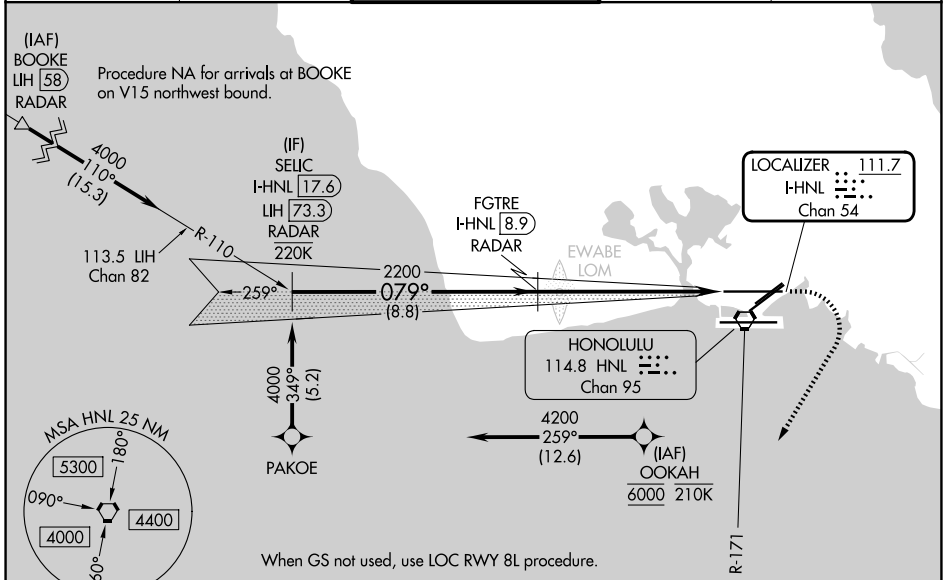 (IAF)
BOOKE
LIH 58
RADAR
Procedure NA for arrivals at BOOKE
on V15 northwest bound.
4000
110°
(15.3)
(IF)
SELIC
I-HNL 17.6
LIH 73.3
RADAR
220K
R-110
113.5 LIH
Chan 82
FGTRE
I-HNL 8.9
RADAR
EWABE
LOM
LOCALIZER 111.7
I-HNL
Chan 54
259°
2200
079°
(8.8)
HONOLULU
114.8 HNL
Chan 95
4000
349°
(5.2)
PAKOE
4200
259°
(12.6)
(IAF)
OOKAH
6000 210K
R-171
MSA HNL 25 NM
5300
180°
090°
4400
4000
60°
When GS not used, use LOC RWY 8L procedure.